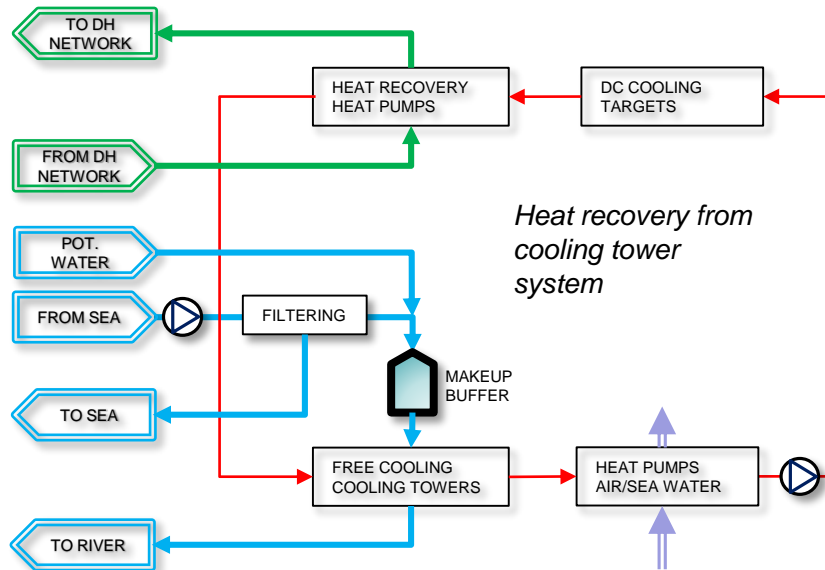 TO DH
NETWORK
HEAT RECOVERY
HEAT PUMPS
DC COOLING
TARGETS
FROM DH
NETWORK
Heat recovery from
cooling tower
system
POT.
WATER
FROM SEA
FILTERING
MAKEUP
BUFFER
TO SEA
FREE COOLING
COOLING TOWERS
HEAT PUMPS
AIR/SEA WATER
TO RIVER